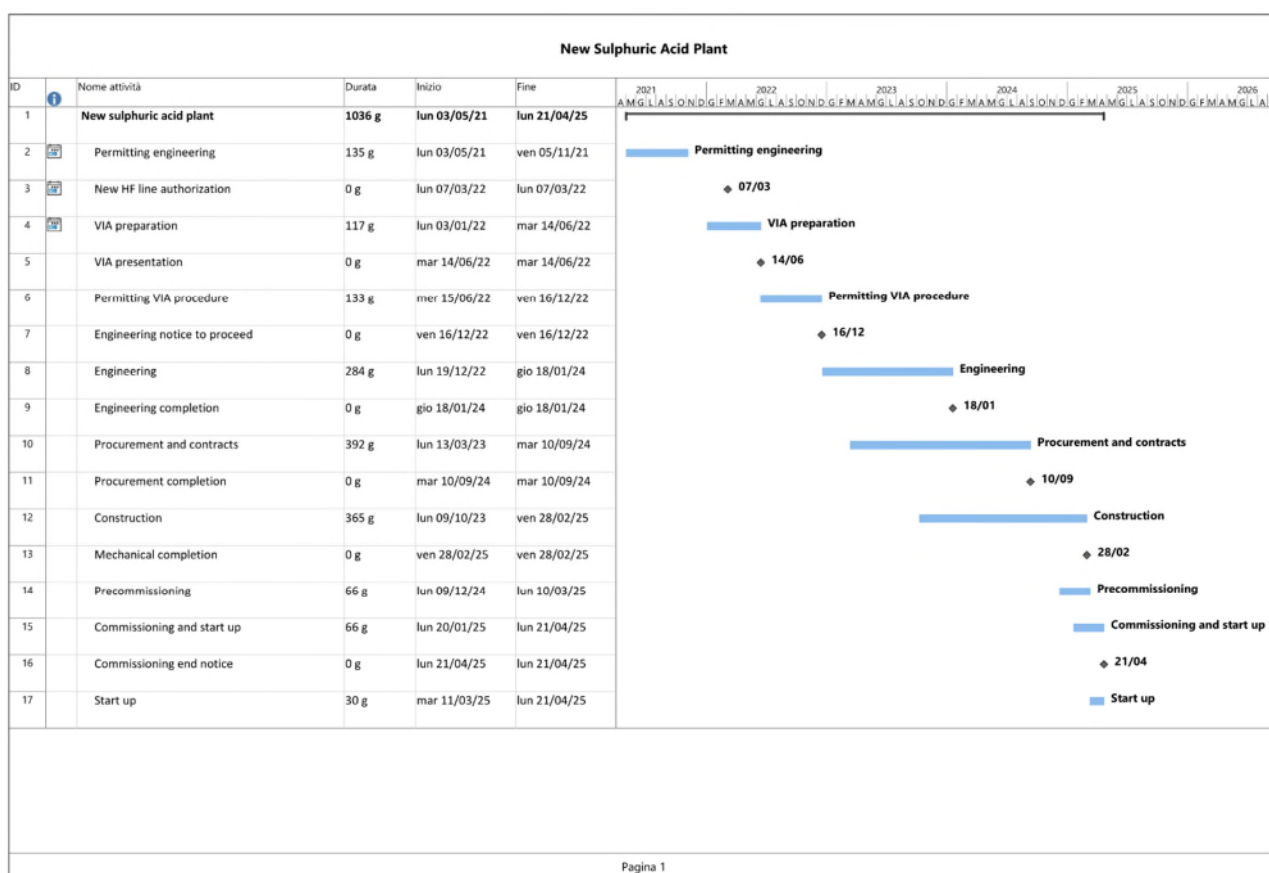 New Sulphuric Acid Plant
ID Nome attività Durata Inizio Fine 2021 2022 2023 2024 2025 2026
A M G L A S O N D G F M A M G L A S O N D G F M A M G L A S O N D G F M A M G L A S O N D G F M A M G L A S O N D G F M A M G L A
1 New sulphuric acid plant 1036 g lun 03/05/21 lun 21/04/25
2 Permitting engineering 135 g lun 03/05/21 ven 05/11/21 Permitting engineering
3 New HF line authorization 0 g lun 07/03/22 lun 07/03/22 07/03
4 VIA preparation 117 g lun 03/01/22 mar 14/06/22 VIA preparation
5 VIA presentation 0 g mar 14/06/22 mar 14/06/22 14/06
6 Permitting VIA procedure 133 g mer 15/06/22 ven 16/12/22 Permitting VIA procedure
7 Engineering notice to proceed 0 g ven 16/12/22 ven 16/12/22 16/12
8 Engineering 284 g lun 19/12/22 gio 18/01/24 Engineering
9 Engineering completion 0 g gio 18/01/24 gio 18/01/24 18/01
10 Procurement and contracts 392 g lun 13/03/23 mar 10/09/24 Procurement and contracts
11 Procurement completion 0 g mar 10/09/24 mar 10/09/24 10/09
12 Construction 365 g lun 09/10/23 ven 28/02/25 Construction
13 Mechanical completion 0 g ven 28/02/25 ven 28/02/25 28/02
14 Precommissioning 66 g lun 09/12/24 lun 10/03/25 Precommissioning
15 Commissioning and start up 66 g lun 20/01/25 lun 21/04/25 Commissioning and start up
16 Commissioning end notice 0 g lun 21/04/25 lun 21/04/25 21/04
17 Start up 30 g mar 11/03/25 lun 21/04/25 Start up
Pagina 1